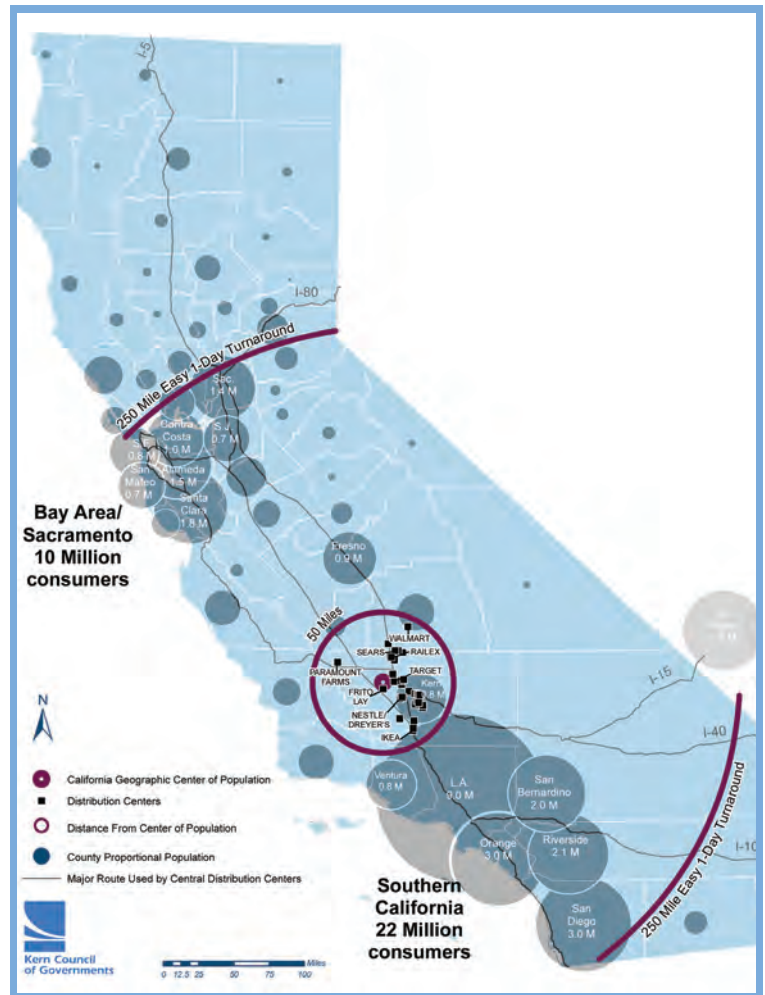 I-5
I-80
250 Mile Easy 1-Day Turnaround
Sac.
1.4 M
Contra
Costa
1.0 M
S.J.
0.7 M
S.F.
0.8 M
Alameda
1.5 M
San
Mateo
0.7 M
Santa
Clara
1.8 M
Bay Area/
Sacramento
10 Million
consumers
Fresno
0.9 M
50 Miles
WALMART
SEARS
RAILEX
PARAMOUNT
FARMS
TARGET
Kern
0.8 M
FRITO
LAY
NESTLE/
DREYER'S
IKEA
I-15
I-40
N
Ventura
0.8 M
L.A.
9.0 M
San
Bernardino
2.0 M
Orange
3.0 M
Riverside
2.1 M
I-10
San
Diego
3.0 M
250 Mile Easy 1-Day Turnaround
California Geographic Center of Population
Distribution Centers
Distance From Center of Population
County Proportional Population
Major Route Used by Central Distribution Centers
Southern
California
22 Million
consumers
Kern Council
of Governments
Miles
0 12.5 25 50 75 100